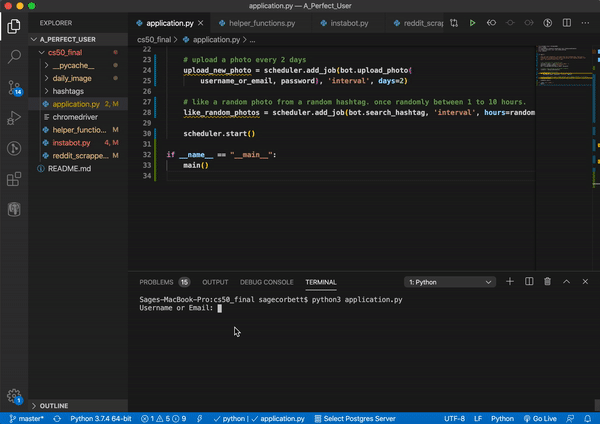 application.py — A_Perfect_User
EXPLORER
A_PERFECT_USER
cs50_final
__pycache__
daily_image
hashtags
application.py 2, M
chromedriver
helper_functio... M
instabot.py 4, M
reddit_scrappe... M
README.md
OUTLINE
14
1
application.py helper_functions.py instabot.py reddit_scrap
cs50_final > application.py > ...
22
23 # upload a photo every 2 days
24 upload_new_photo = scheduler.add_job(bot.upload_photo(
25 username_or_email, password), 'interval', days=2)
26
27 # like a random photo from a random hashtag. once randomly between 1 to 10 hours.
28 like_random_photos = scheduler.add_job(bot.search_hashtag, 'interval', hours=random
29
30 scheduler.start()
31
32 if __name__ == "__main__":
33 main()
34
PROBLEMS 15 OUTPUT DEBUG CONSOLE TERMINAL 1: Python
Sages-MacBook-Pro:cs50_final sagecorbett$ python3 application.py
Username or Email:
master* Python 3.7.4 64-bit 1 5 9 python | application.py Select Postgres Server UTF-8 LF Python Go Live